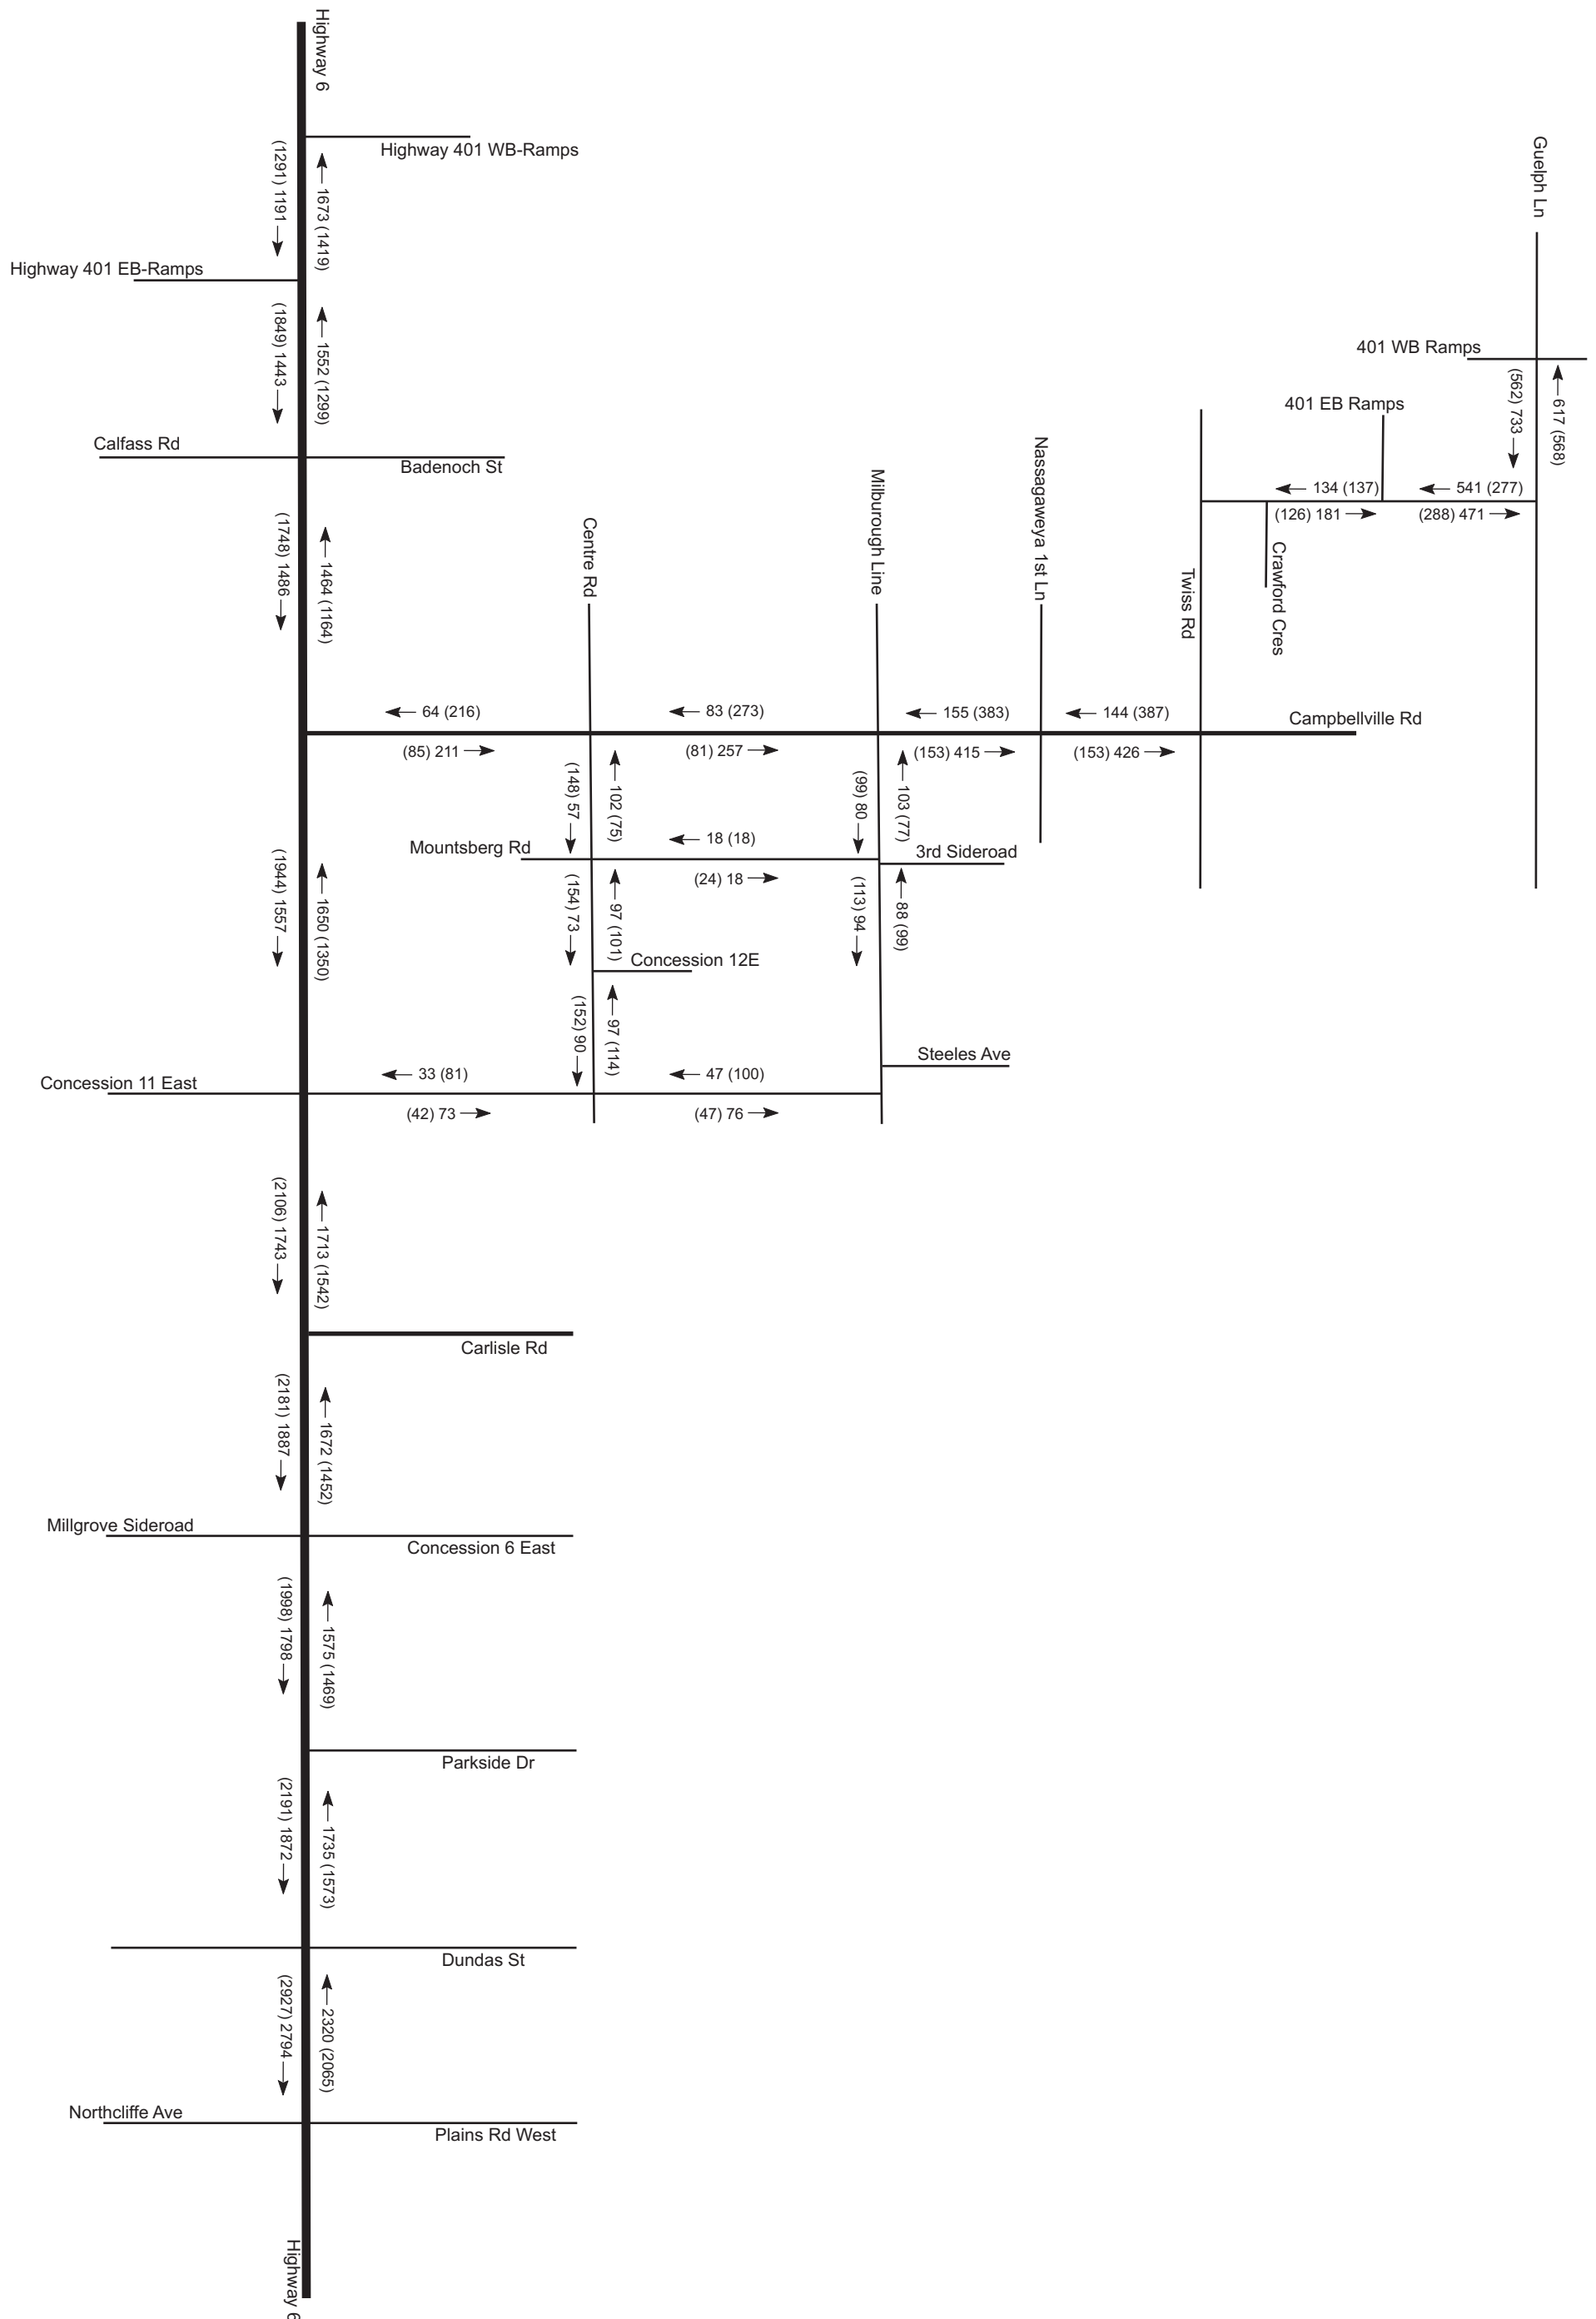 Highway 6
Highway 401 WB-Ramps
(1291) 1191
1673 (1419)
Highway 401 EB-Ramps
(1849) 1443
1552 (1299)
Calfass Rd
Badenoch St
(1748) 1486
1464 (1164)
Guelph Ln
401 WB Ramps
(562) 733
617 (568)
401 EB Ramps
134 (137)
541 (277)
(126) 181
(288) 471
Crawford Cres
Twiss Rd
Nassagaweya 1st Ln
Milburough Line
Centre Rd
64 (216)
83 (273)
155 (383)
144 (387)
Campbellville Rd
(85) 211
(81) 257
(153) 415
(153) 426
(148) 57
102 (75)
(99) 80
103 (77)
Mountsberg Rd
18 (18)
3rd Sideroad
(24) 18
(154) 73
97 (101)
(113) 94
88 (99)
(1944) 1557
1650 (1350)
Concession 12E
(152) 90
97 (114)
Steeles Ave
Concession 11 East
33 (81)
47 (100)
(42) 73
(47) 76
(2106) 1743
1713 (1542)
Carlisle Rd
(2181) 1887
1672 (1452)
Millgrove Sideroad
Concession 6 East
(1998) 1798
1575 (1469)
Parkside Dr
(2191) 1872
1735 (1573)
Dundas St
(2927) 2794
2320 (2065)
Northcliffe Ave
Plains Rd West
Highway 6